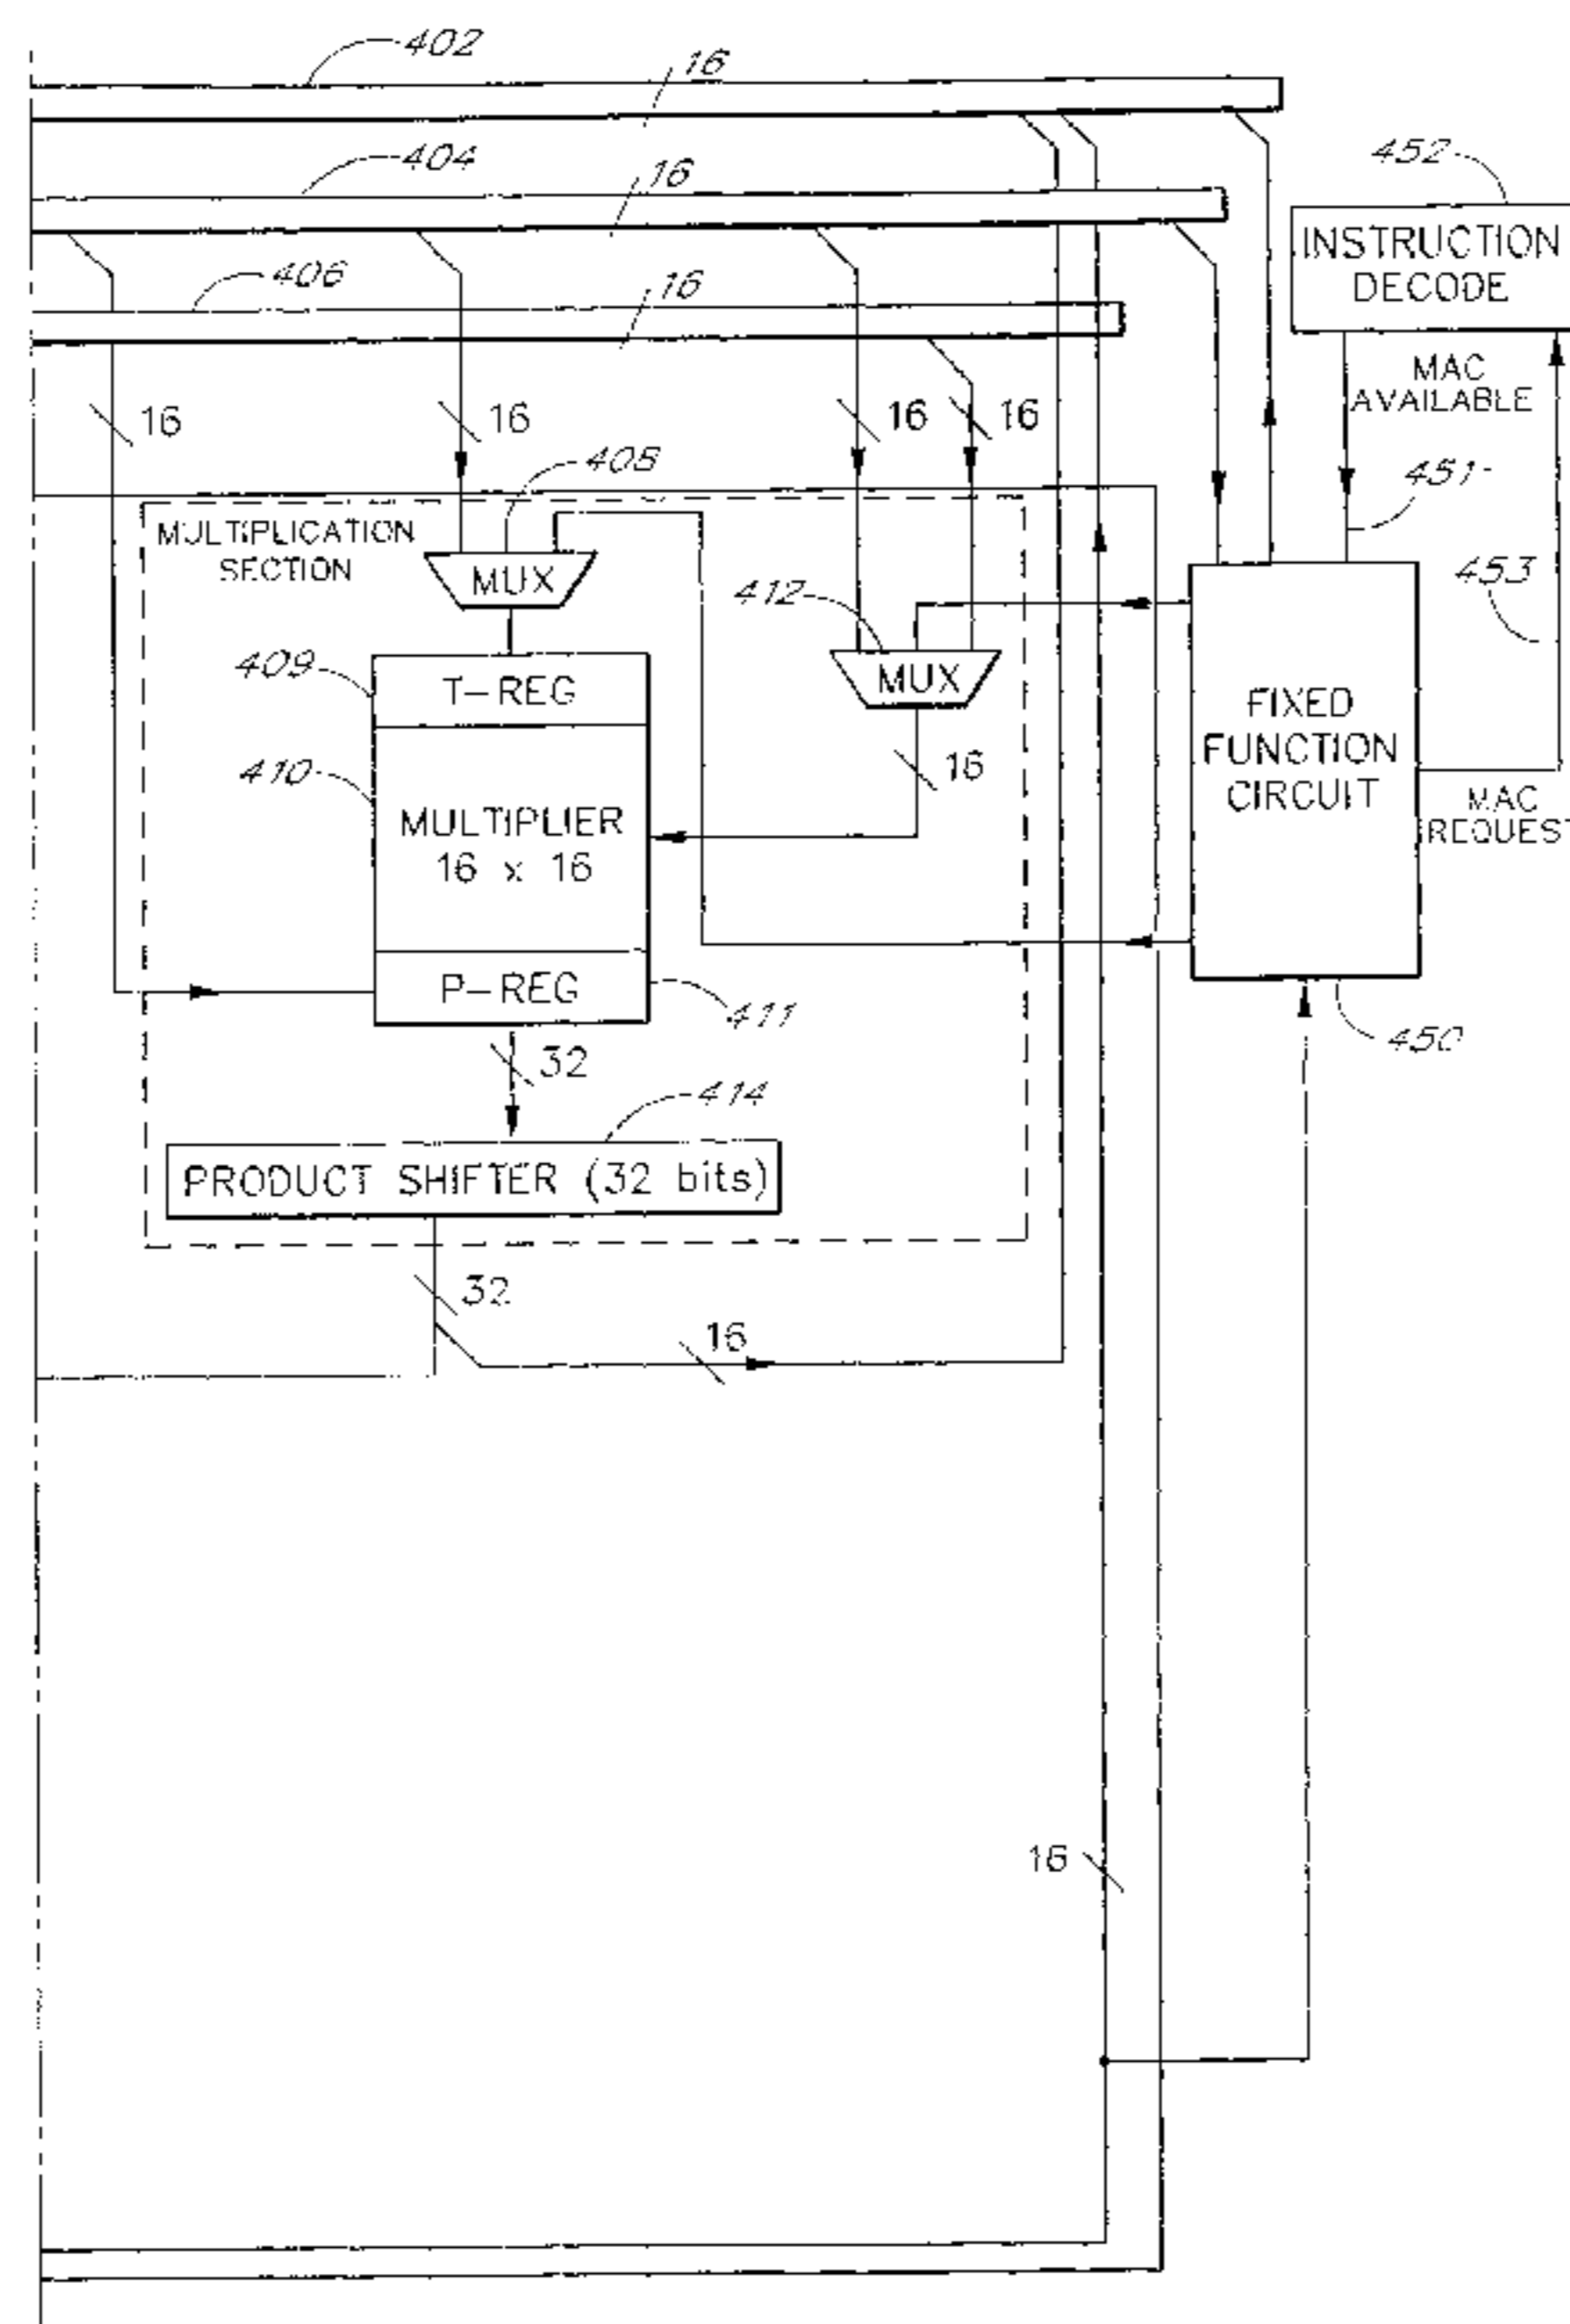 402
16
404
16
452
INSTRUCTION
DECODE
406
16
MAC
AVAILABLE
16
16
16
16
408
451
MULTIPLICATION
SECTION
MUX
412
453
409
T-REG
MUX
FIXED
FUNCTION
CIRCUIT
410
16
MULTIPLIER
16 x 16
MAC
REQUEST
P-REG
411
450
32
414
PRODUCT SHIFTER (32 bits)
32
16
16